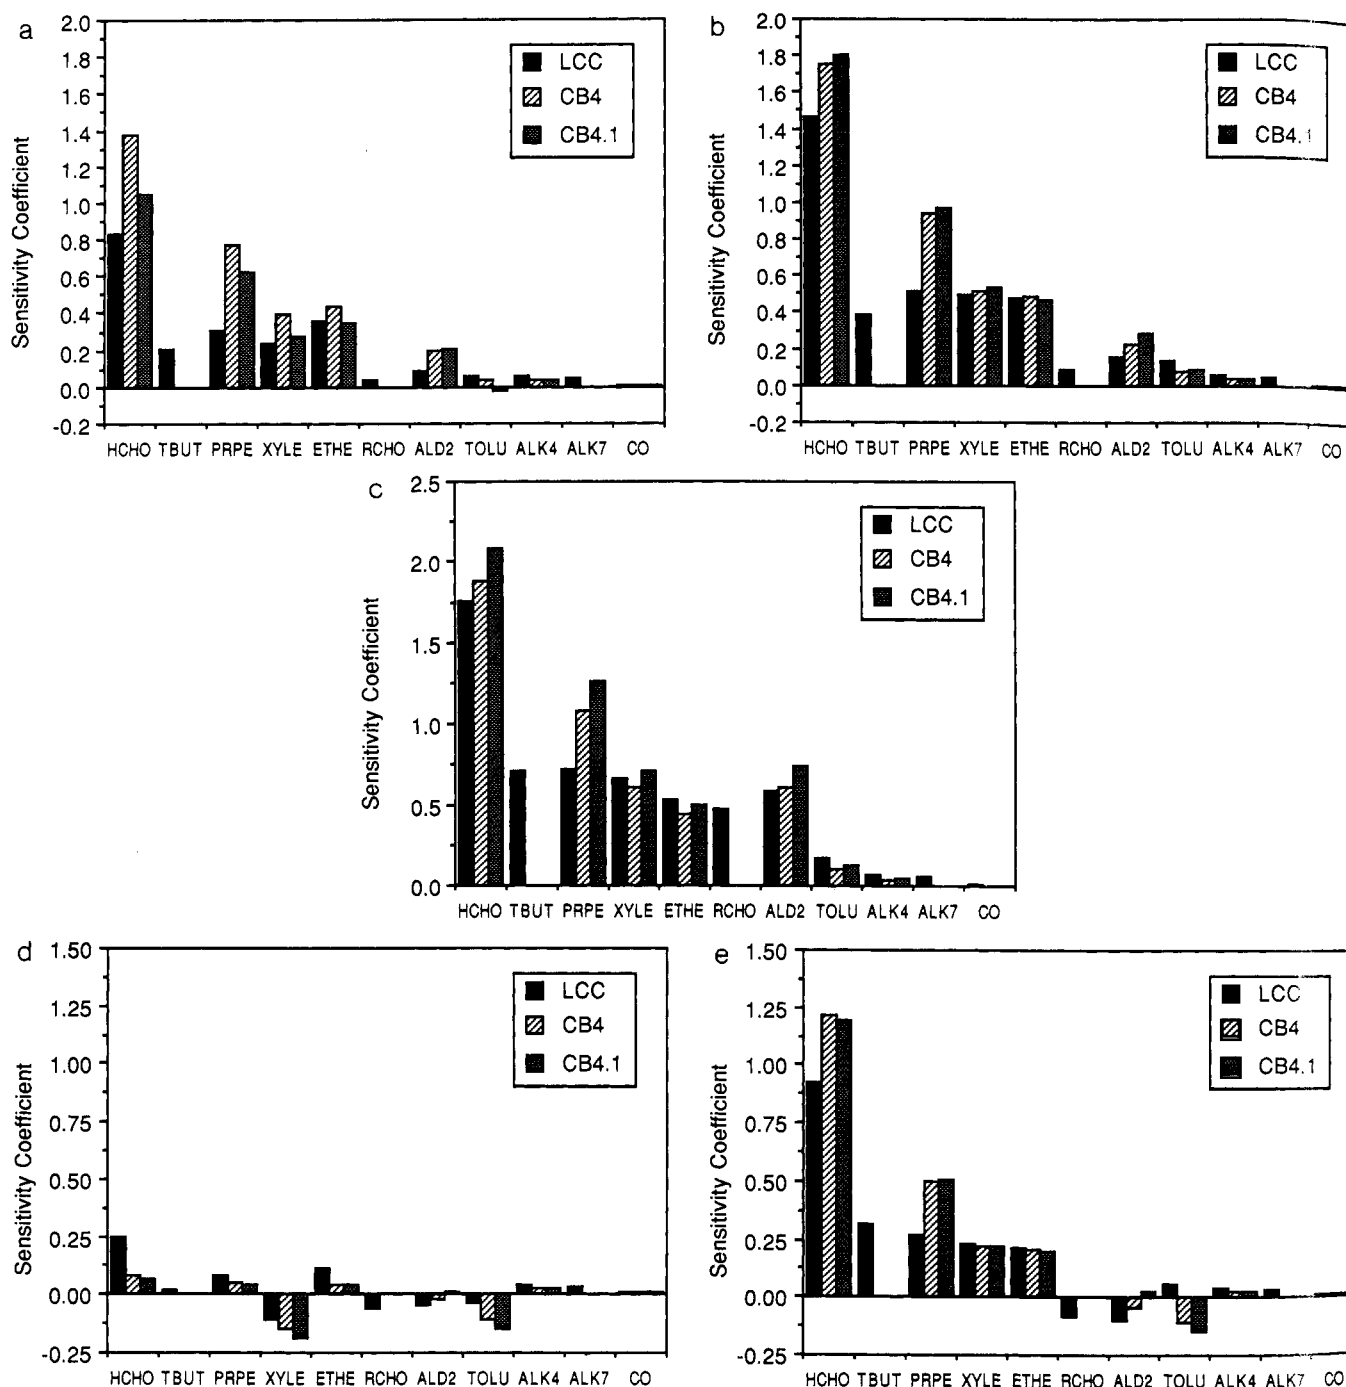 a
2.0
1.8
1.6
1.4
1.2
1.0
0.8
0.6
0.4
0.2
0.0
-0.2
Sensitivity Coefficient
LCC
CB4
CB4.1
HCHO TBUT PRPE XYLE ETHE RCHO ALD2 TOLU ALK4 ALK7 CO
b
2.0
1.8
1.6
1.4
1.2
1.0
0.8
0.6
0.4
0.2
0.0
-0.2
Sensitivity Coefficient
LCC
CB4
CB4.1
HCHO TBUT PRPE XYLE ETHE RCHO ALD2 TOLU ALK4 ALK7 CO
c
2.5
2.0
1.5
1.0
0.5
0.0
Sensitivity Coefficient
LCC
CB4
CB4.1
HCHO TBUT PRPE XYLE ETHE RCHO ALD2 TOLU ALK4 ALK7 CO
d
1.50
1.25
1.00
0.75
0.50
0.25
0.00
-0.25
Sensitivity Coefficient
LCC
CB4
CB4.1
HCHO TBUT PRPE XYLE ETHE RCHO ALD2 TOLU ALK4 ALK7 CO
e
1.50
1.25
1.00
0.75
0.50
0.25
0.00
-0.25
Sensitivity Coefficient
LCC
CB4
CB4.1
HCHO TBUT PRPE XYLE ETHE RCHO ALD2 TOLU ALK4 ALK7 CO